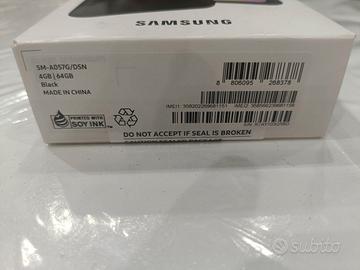 SAMSUNG
SM-A057G/DSN
4GB | 64GB
Black
MADE IN CHINA
8 806095 268378
PRINTED WITH
SOY INK
DO NOT ACCEPT IF SEAL IS BROKEN
subito